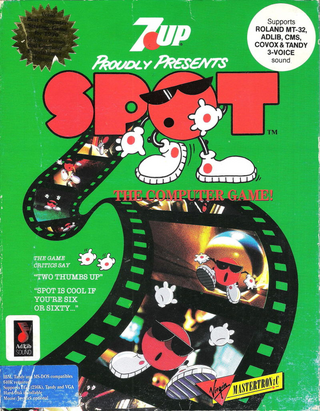 7UP
PROUDLY PRESENTS
Supports
ROLAND MT-32,
ADLIB, CMS,
COVOX & TANDY
3-VOICE
sound
SPOT
TM
THE COMPUTER GAME!
THE GAME
CRITICS SAY
"TWO THUMBS UP"
"SPOT IS COOL IF
YOU'RE SIX
OR SIXTY..."
AdLib
SOUND
Virgin
MASTERTRONIC